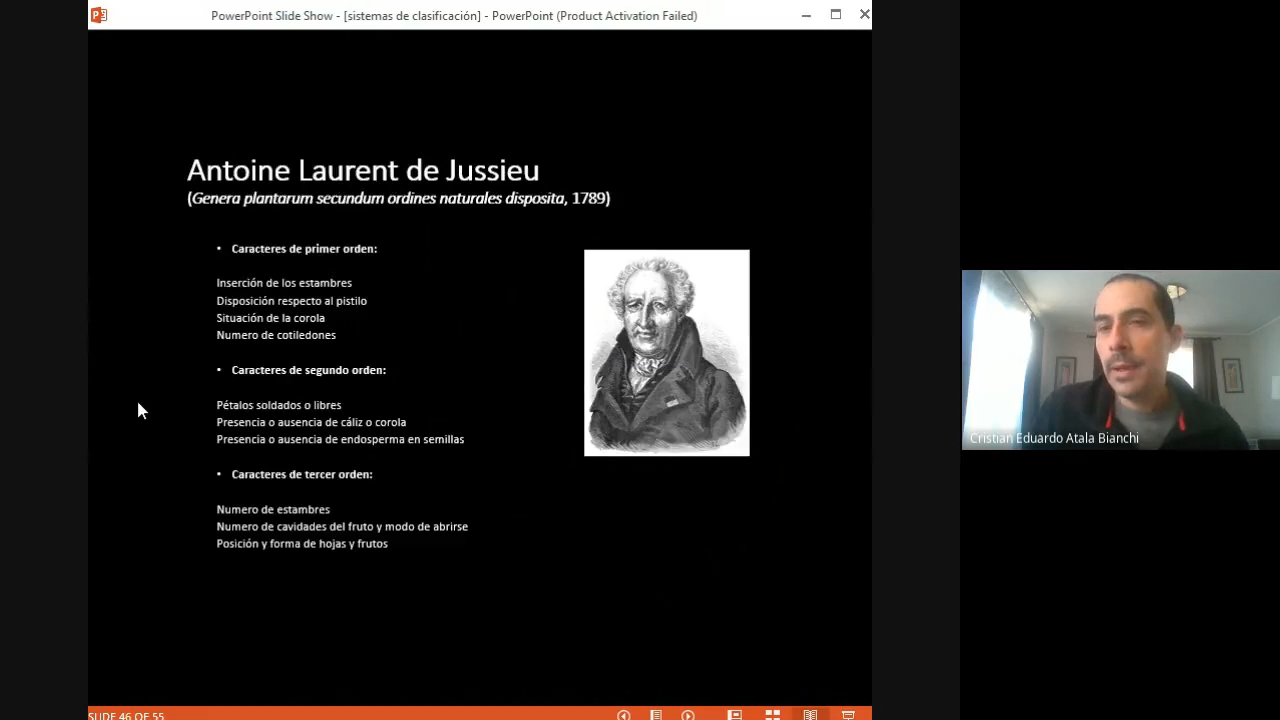 PowerPoint Slide Show - [sistemas de clasificación] - PowerPoint (Product Activation Failed)
Antoine Laurent de Jussieu
(Genera plantarum secundum ordines naturales disposita, 1789)
• Caracteres de primer orden:
Inserción de los estambres
Disposición respecto al pistilo
Situación de la corola
Numero de cotiledones
• Caracteres de segundo orden:
Pétalos soldados o libres
Presencia o ausencia de cáliz o corola
Presencia o ausencia de endosperma en semillas
• Caracteres de tercer orden:
Numero de estambres
Numero de cavidades del fruto y modo de abrirse
Posición y forma de hojas y frutos
Cristian Eduardo Atala Bianchi
SLIDE 46 OF 55